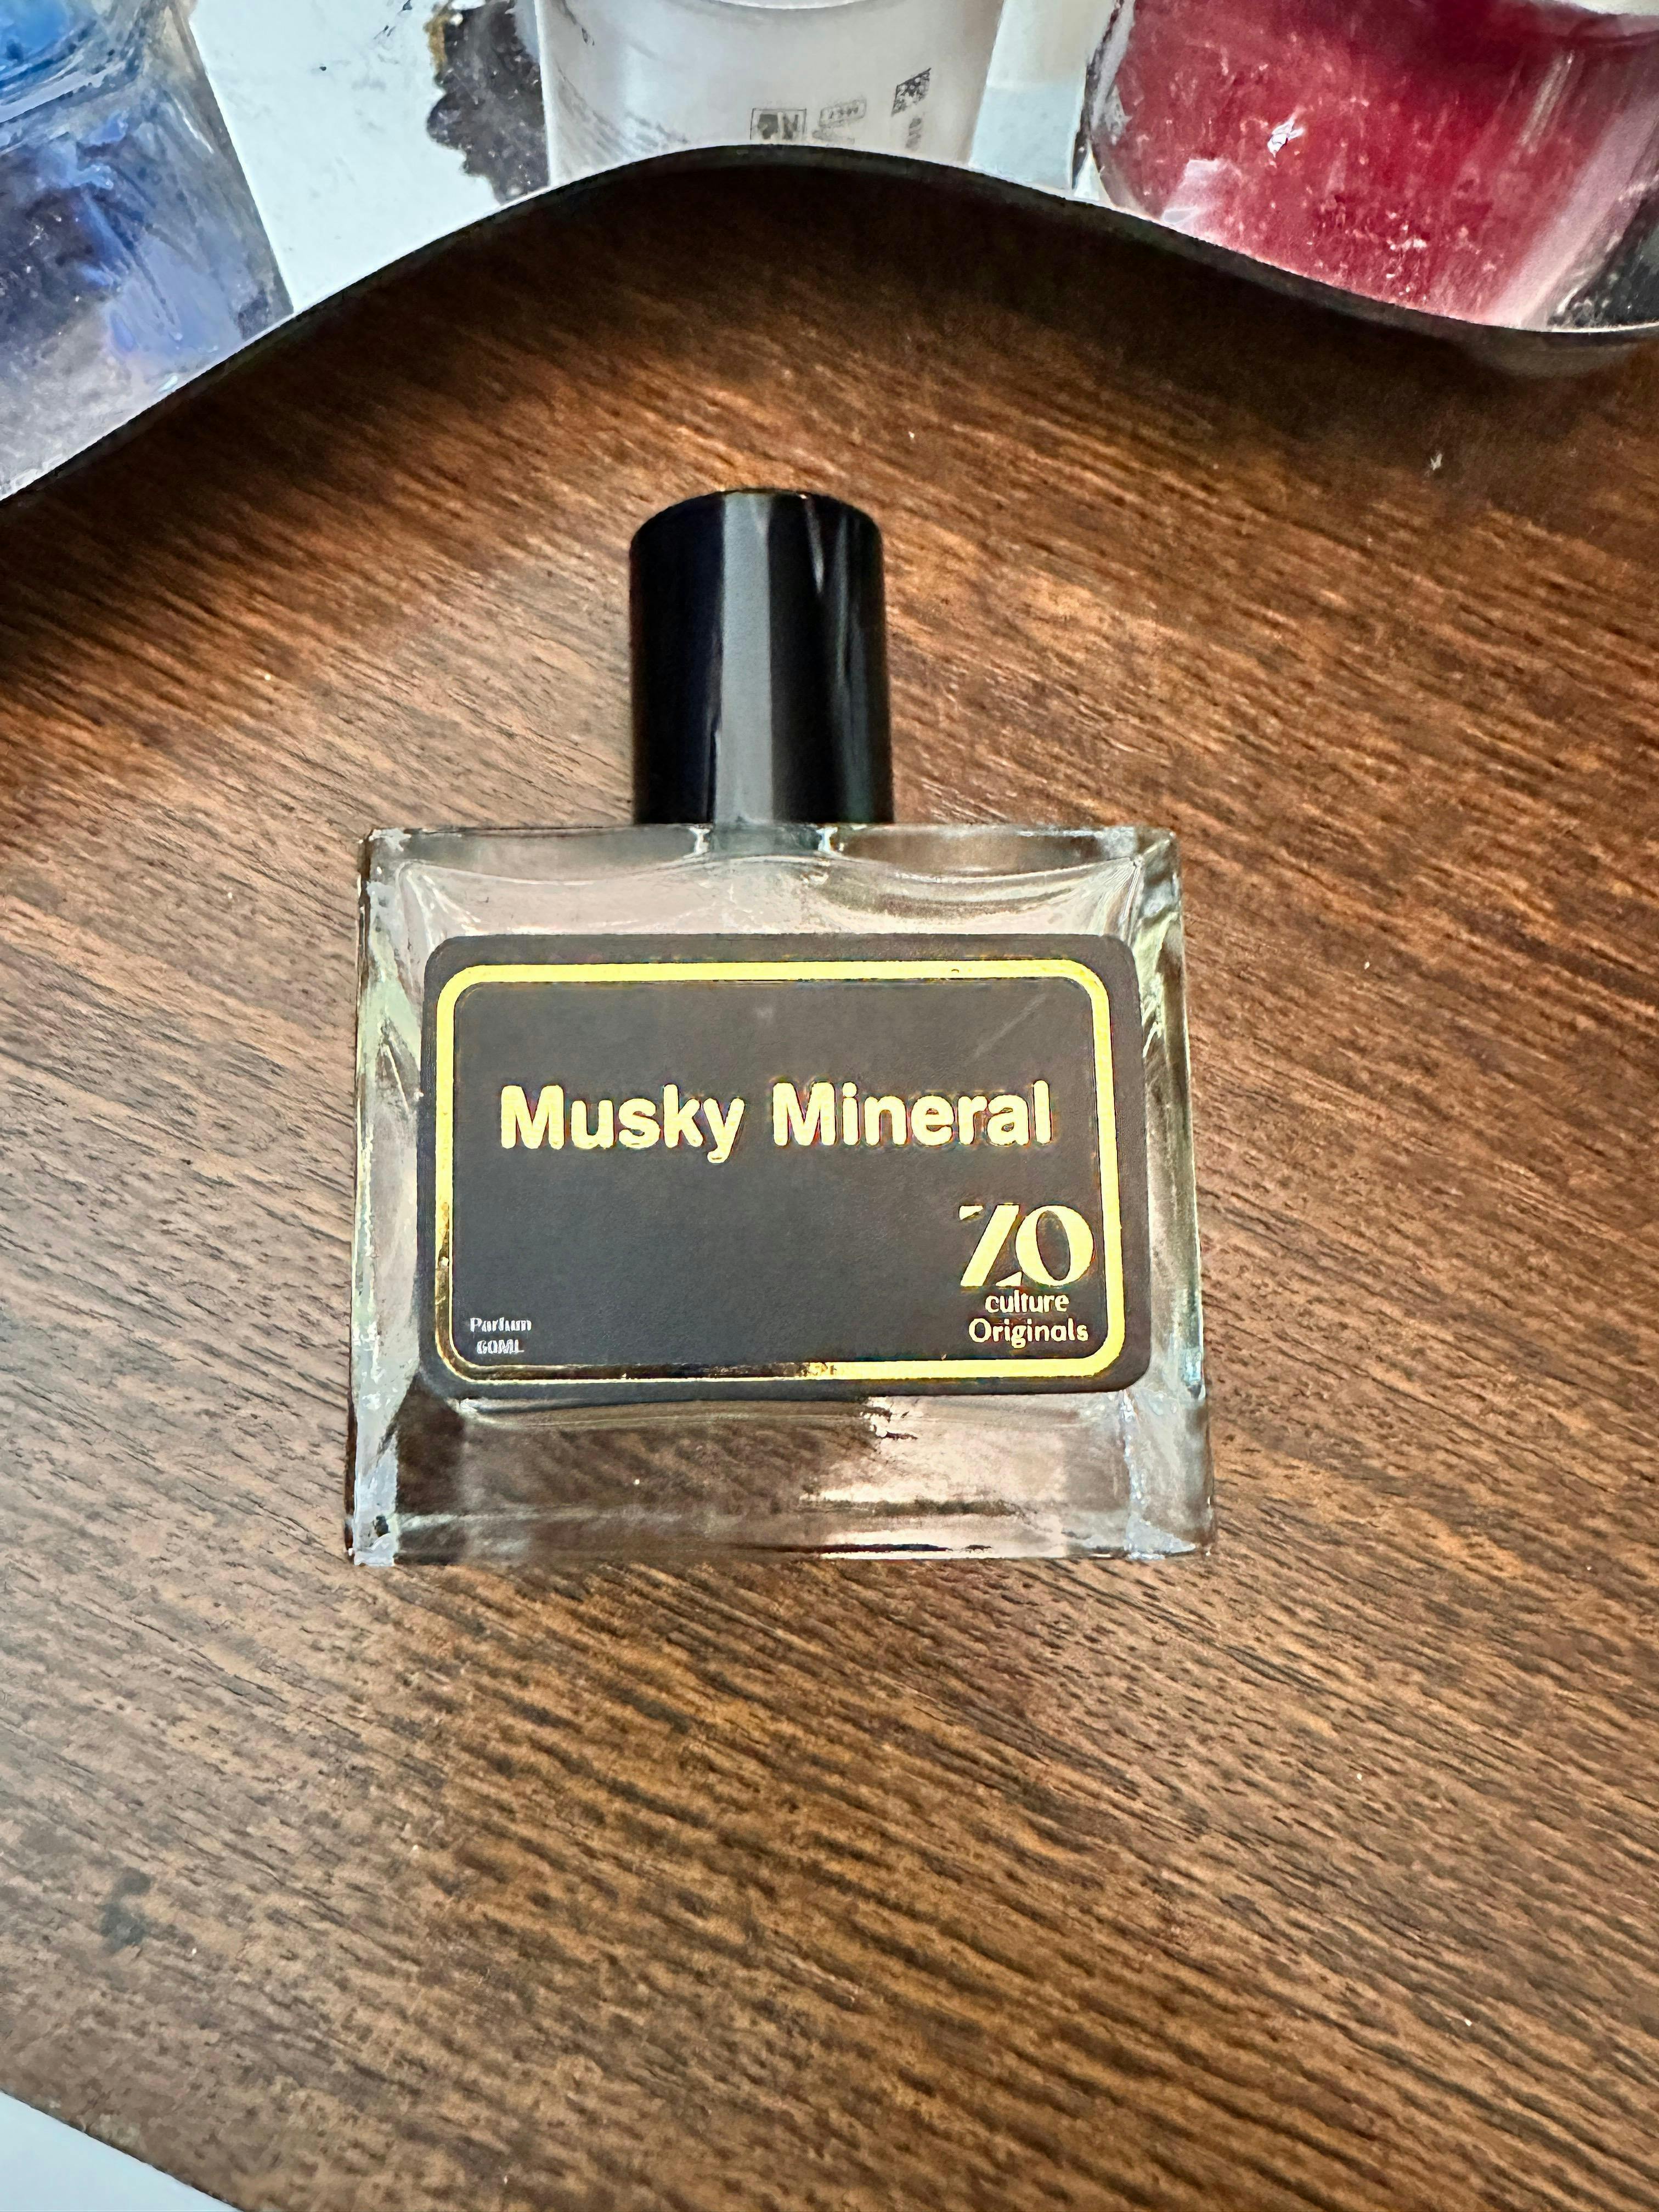 Musky Mineral
ZO
culture
Originals
Parfum
60ML